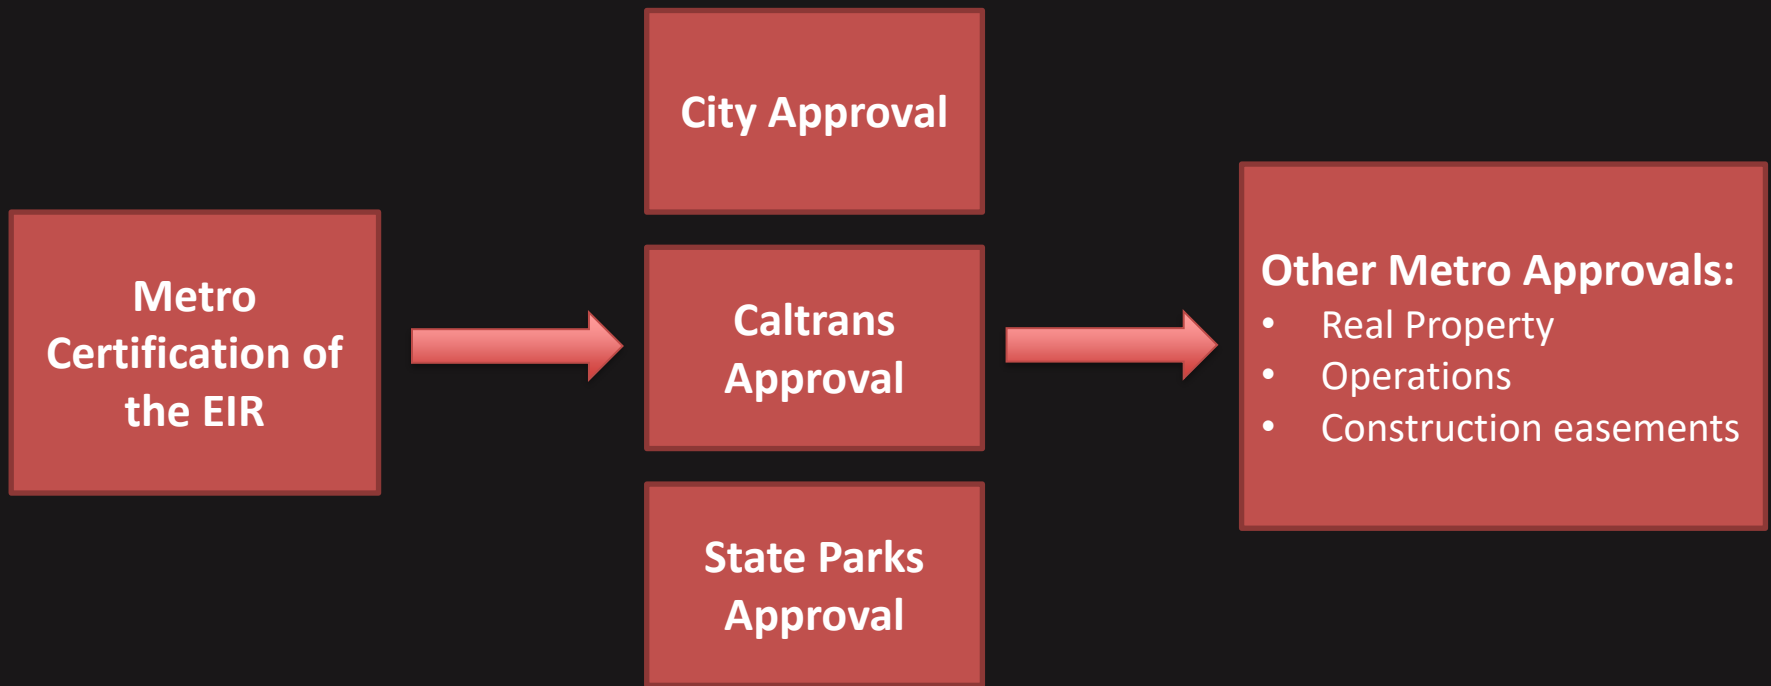 Metro
Certification of
the EIR
City Approval
Caltrans
Approval
State Parks
Approval
Other Metro Approvals:
• Real Property
• Operations
• Construction easements